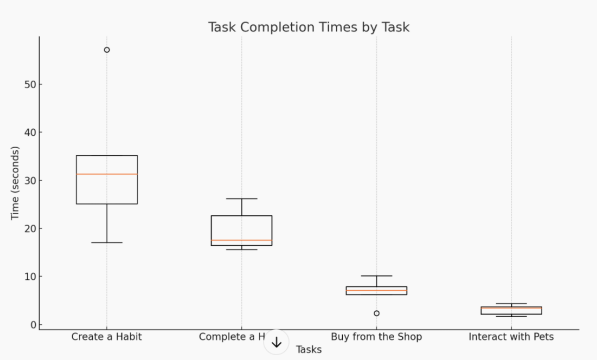 Task Completion Times by Task
50
40
30
20
10
0
Time (seconds)
Create a Habit
Complete a H
Buy from the Shop
Interact with Pets
Tasks